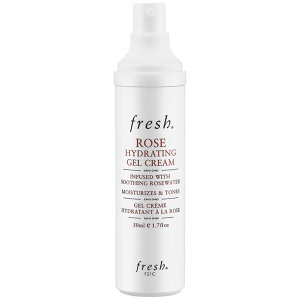 fresh.
ROSE
HYDRATING
GEL CREAM
INFUSED WITH
SOOTHING ROSEWATER
MOISTURIZES & TONES
GEL CRÈME
HYDRATANT À LA ROSE
50ml e 1.7fl.oz
fresh.
F21C